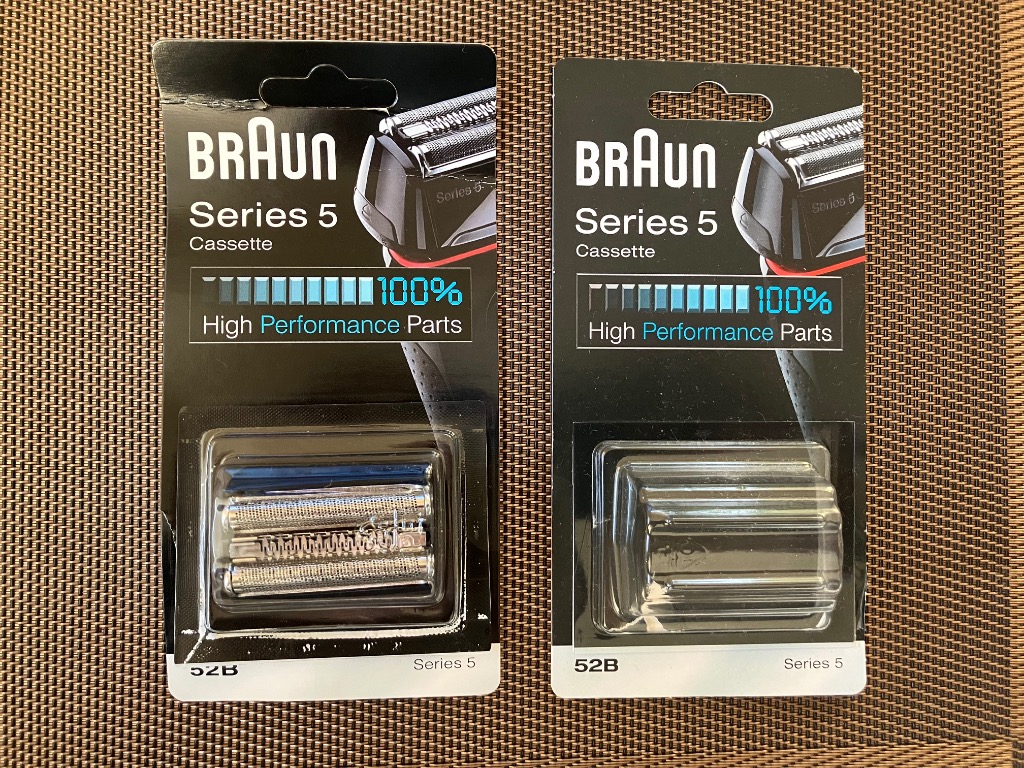 BRAUN
Series 5
Cassette
100%
High Performance Parts
Series 5
52B
Series 5
BRAUN
Series 5
Cassette
100%
High Performance Parts
Series 5
52B
Series 5